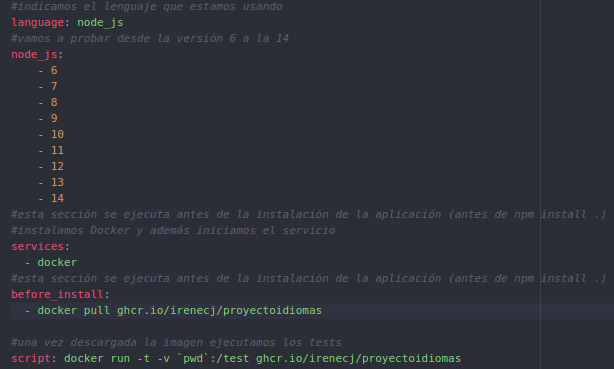 #indicamos el lenguaje que estamos usando
language: node_js
#vamos a probar desde la versión 6 a la 14
node_js:
    - 6
    - 7
    - 8
    - 9
    - 10
    - 11
    - 12
    - 13
    - 14
#esta sección se ejecuta antes de la instalación de la aplicación (antes de npm install .)
#instalamos Docker y además iniciamos el servicio
services:
  - docker
#esta sección se ejecuta antes de la instalación de la aplicación (antes de npm install .)
before_install:
  - docker pull ghcr.io/irenecj/proyectoidiomas
#una vez descargada la imagen ejecutamos los tests
script: docker run -t -v `pwd`:/test ghcr.io/irenecj/proyectoidiomas